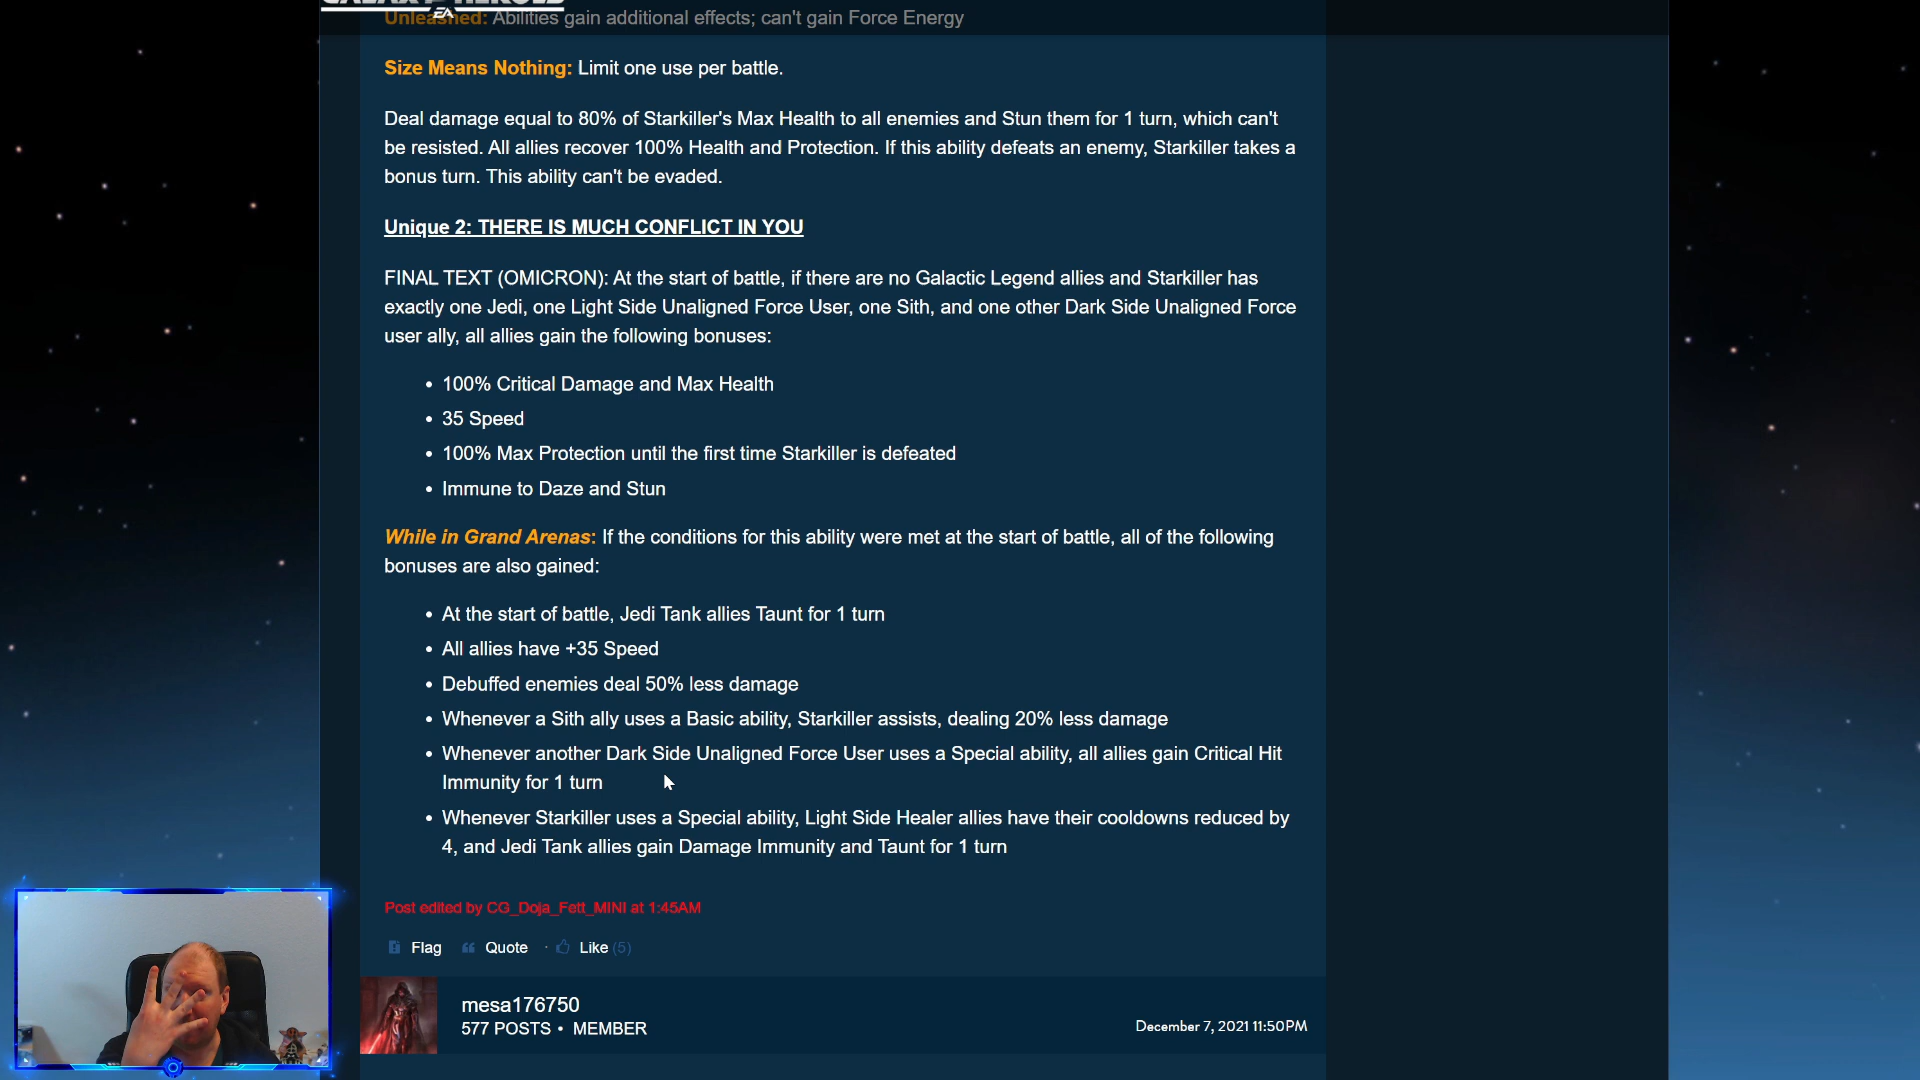 GALAXY OF HEROES
EA
Unleashed: Abilities gain additional effects; can't gain Force Energy
Size Means Nothing: Limit one use per battle.
Deal damage equal to 80% of Starkiller's Max Health to all enemies and Stun them for 1 turn, which can't
be resisted. All allies recover 100% Health and Protection. If this ability defeats an enemy, Starkiller takes a
bonus turn. This ability can't be evaded.
Unique 2: THERE IS MUCH CONFLICT IN YOU
FINAL TEXT (OMICRON): At the start of battle, if there are no Galactic Legend allies and Starkiller has
exactly one Jedi, one Light Side Unaligned Force User, one Sith, and one other Dark Side Unaligned Force
user ally, all allies gain the following bonuses:
• 100% Critical Damage and Max Health
• 35 Speed
• 100% Max Protection until the first time Starkiller is defeated
• Immune to Daze and Stun
While in Grand Arenas: If the conditions for this ability were met at the start of battle, all of the following
bonuses are also gained:
• At the start of battle, Jedi Tank allies Taunt for 1 turn
• All allies have +35 Speed
• Debuffed enemies deal 50% less damage
• Whenever a Sith ally uses a Basic ability, Starkiller assists, dealing 20% less damage
• Whenever another Dark Side Unaligned Force User uses a Special ability, all allies gain Critical Hit
Immunity for 1 turn
• Whenever Starkiller uses a Special ability, Light Side Healer allies have their cooldowns reduced by
4, and Jedi Tank allies gain Damage Immunity and Taunt for 1 turn
Post edited by CG_Doja_Fett_MINI at 1:45AM
Flag Quote · Like (5)
mesa176750
577 POSTS • MEMBER
December 7, 2021 11:50PM